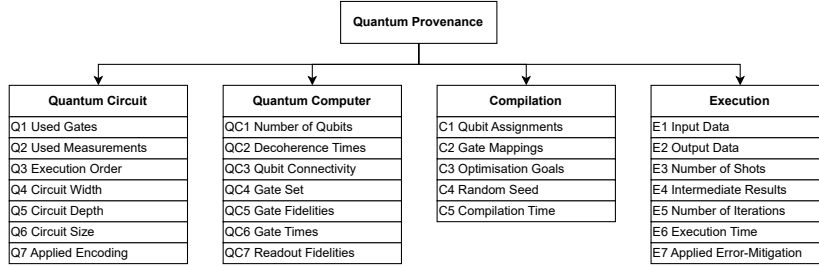 Quantum Provenance
Quantum Circuit
Q1 Used Gates
Q2 Used Measurements
Q3 Execution Order
Q4 Circuit Width
Q5 Circuit Depth
Q6 Circuit Size
Q7 Applied Encoding
Quantum Computer
QC1 Number of Qubits
QC2 Decoherence Times
QC3 Qubit Connectivity
QC4 Gate Set
QC5 Gate Fidelities
QC6 Gate Times
QC7 Readout Fidelities
Compilation
C1 Qubit Assignments
C2 Gate Mappings
C3 Optimisation Goals
C4 Random Seed
C5 Compilation Time
Execution
E1 Input Data
E2 Output Data
E3 Number of Shots
E4 Intermediate Results
E5 Number of Iterations
E6 Execution Time
E7 Applied Error-Mitigation